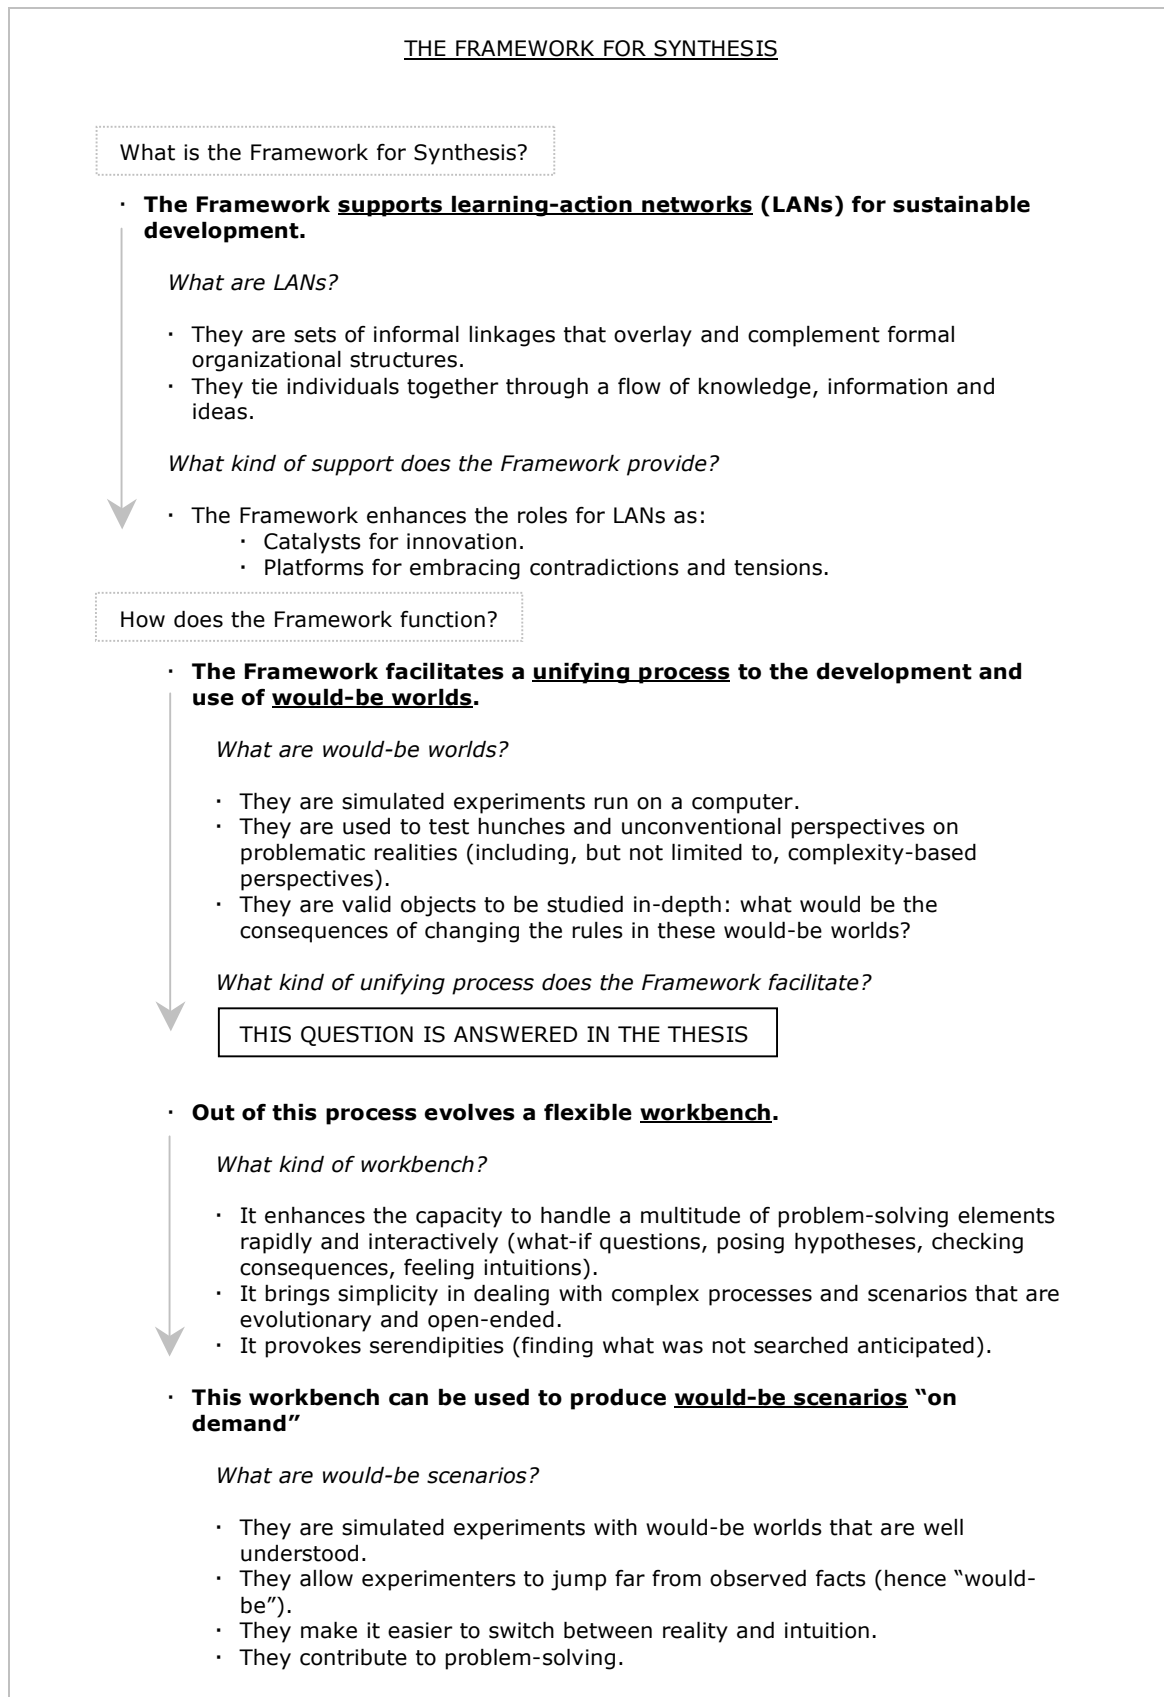 THE FRAMEWORK FOR SYNTHESIS
What is the Framework for Synthesis?
· The Framework supports learning-action networks (LANs) for sustainable
development.
What are LANs?
· They are sets of informal linkages that overlay and complement formal
organizational structures.
· They tie individuals together through a flow of knowledge, information and
ideas.
What kind of support does the Framework provide?
· The Framework enhances the roles for LANs as:
· Catalysts for innovation.
· Platforms for embracing contradictions and tensions.
How does the Framework function?
· The Framework facilitates a unifying process to the development and
use of would-be worlds.
What are would-be worlds?
· They are simulated experiments run on a computer.
· They are used to test hunches and unconventional perspectives on
problematic realities (including, but not limited to, complexity-based
perspectives).
· They are valid objects to be studied in-depth: what would be the
consequences of changing the rules in these would-be worlds?
What kind of unifying process does the Framework facilitate?
THIS QUESTION IS ANSWERED IN THE THESIS
· Out of this process evolves a flexible workbench.
What kind of workbench?
· It enhances the capacity to handle a multitude of problem-solving elements
rapidly and interactively (what-if questions, posing hypotheses, checking
consequences, feeling intuitions).
· It brings simplicity in dealing with complex processes and scenarios that are
evolutionary and open-ended.
· It provokes serendipities (finding what was not searched anticipated).
· This workbench can be used to produce would-be scenarios “on
demand”
What are would-be scenarios?
· They are simulated experiments with would-be worlds that are well
understood.
· They allow experimenters to jump far from observed facts (hence “would-
be”).
· They make it easier to switch between reality and intuition.
· They contribute to problem-solving.